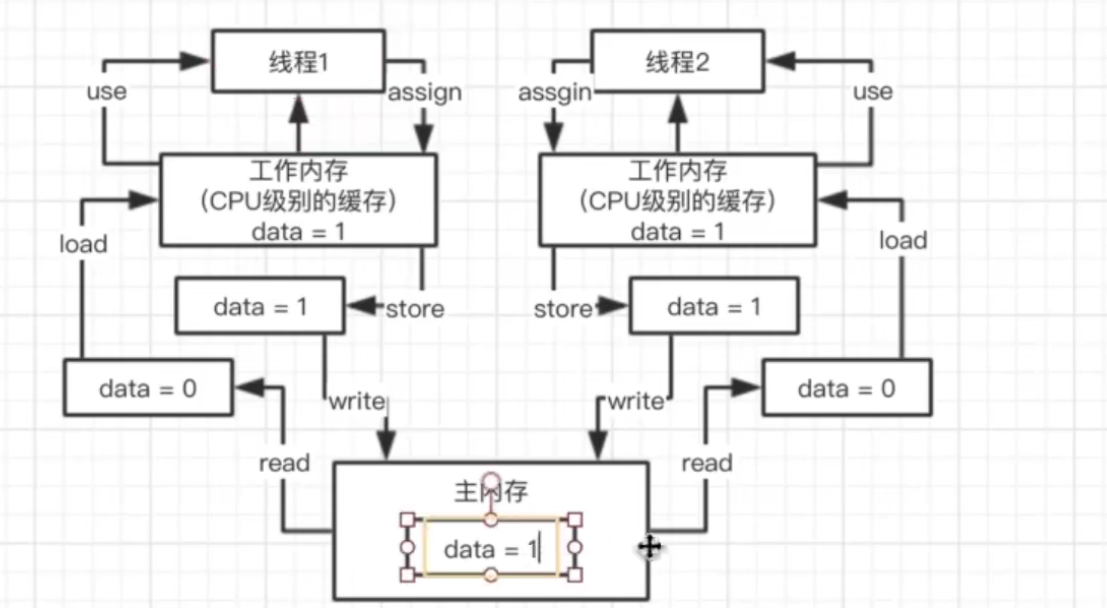 线程1
线程2
use
assign
assgin
use
工作内存
（CPU级别的缓存）
data = 1
工作内存
（CPU级别的缓存）
data = 1
load
load
data = 1
store
store
data = 1
data = 0
data = 0
write
write
read
read
主内存
data = 1